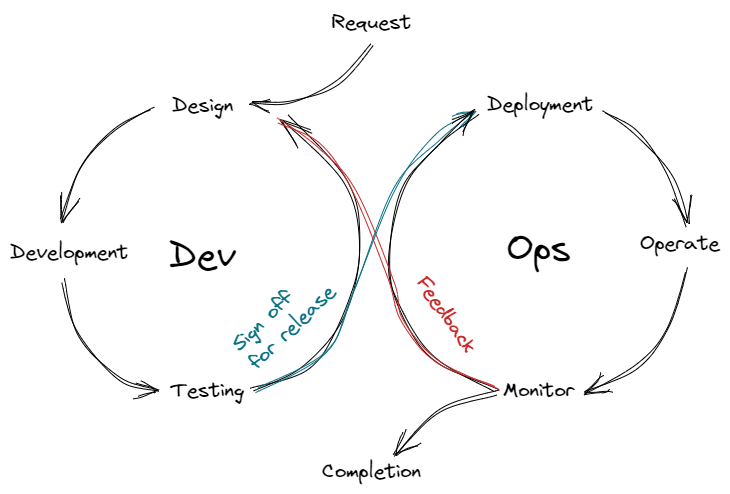 Request
Design
Deployment
Development
Dev
Ops
Operate
Sign off
for release
Feedback
Testing
Monitor
Completion